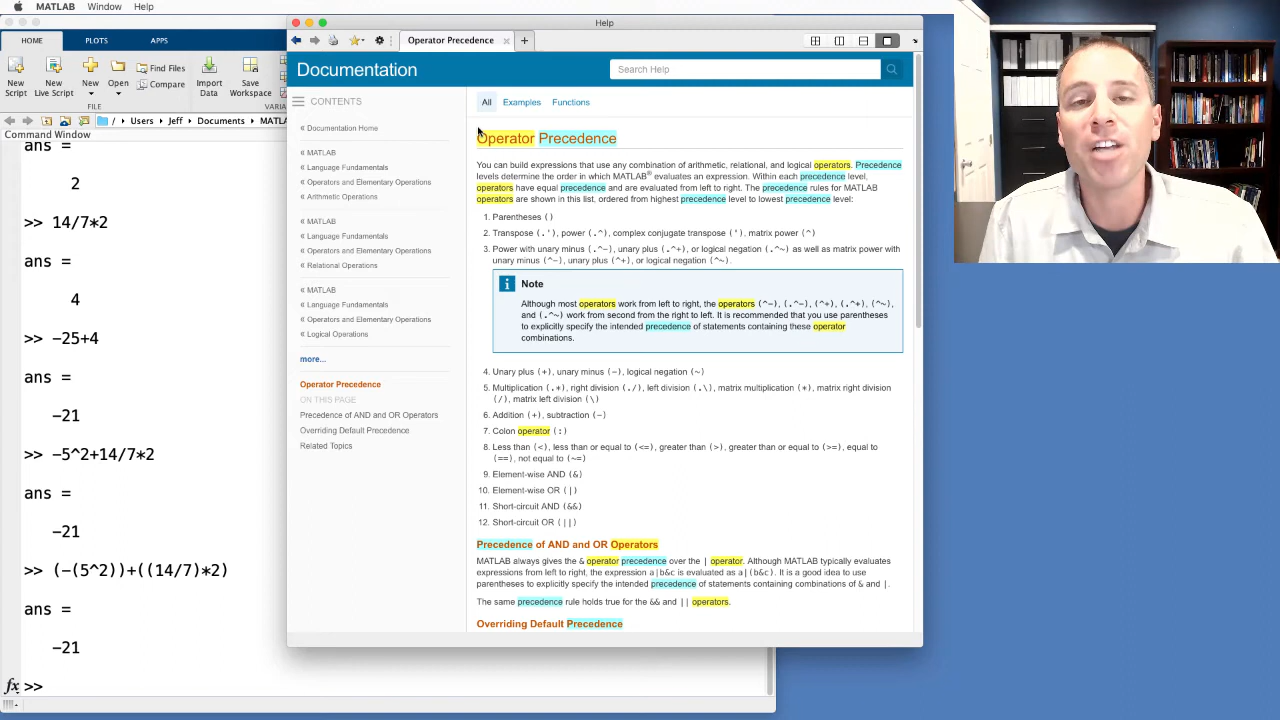 MATLAB Window Help
HOME PLOTS APPS
New Script
New Live Script
New
Open
Find Files
Compare
Import Data
Save Workspace
FILE
/ Users Jeff Documents
Command Window
ans =
2
>> 14/7*2
ans =
4
>> -25+4
ans =
-21
>> -5^2+14/7*2
ans =
-21
>> (-(5^2))+((14/7)*2)
ans =
-21
fx >>
Help
Operator Precedence
Documentation
Search Help
CONTENTS
« Documentation Home
« MATLAB
« Language Fundamentals
« Operators and Elementary Operations
« Arithmetic Operations
« MATLAB
« Language Fundamentals
« Operators and Elementary Operations
« Relational Operations
« MATLAB
« Language Fundamentals
« Operators and Elementary Operations
« Logical Operations
more...
Operator Precedence
ON THIS PAGE
Precedence of AND and OR Operators
Overriding Default Precedence
Related Topics
All Examples Functions
Operator Precedence
You can build expressions that use any combination of arithmetic, relational, and logical operators. Precedence
levels determine the order in which MATLAB® evaluates an expression. Within each precedence level,
operators have equal precedence and are evaluated from left to right. The precedence rules for MATLAB
operators are shown in this list, ordered from highest precedence level to lowest precedence level:
1. Parentheses ()
2. Transpose (.'), power (.^), complex conjugate transpose ('), matrix power (^)
3. Power with unary minus (.^-), unary plus (.^+), or logical negation (.^~) as well as matrix power with
unary minus (^-), unary plus (^+), or logical negation (^~).
Note
Although most operators work from left to right, the operators (^-), (.^-), (^+), (.^+), (^~),
and (.^~) work from second from the right to left. It is recommended that you use parentheses
to explicitly specify the intended precedence of statements containing these operator
combinations.
4. Unary plus (+), unary minus (-), logical negation (~)
5. Multiplication (.*), right division (./), left division (.\), matrix multiplication (*), matrix right division
(/), matrix left division (\)
6. Addition (+), subtraction (-)
7. Colon operator (:)
8. Less than (<), less than or equal to (<=), greater than (>), greater than or equal to (>=), equal to
(==), not equal to (~=)
9. Element-wise AND (&)
10. Element-wise OR (|)
11. Short-circuit AND (&&)
12. Short-circuit OR (||)
Precedence of AND and OR Operators
MATLAB always gives the & operator precedence over the | operator. Although MATLAB typically evaluates
expressions from left to right, the expression a|b&c is evaluated as a|(b&c). It is a good idea to use
parentheses to explicitly specify the intended precedence of statements containing combinations of & and |.
The same precedence rule holds true for the && and || operators.
Overriding Default Precedence